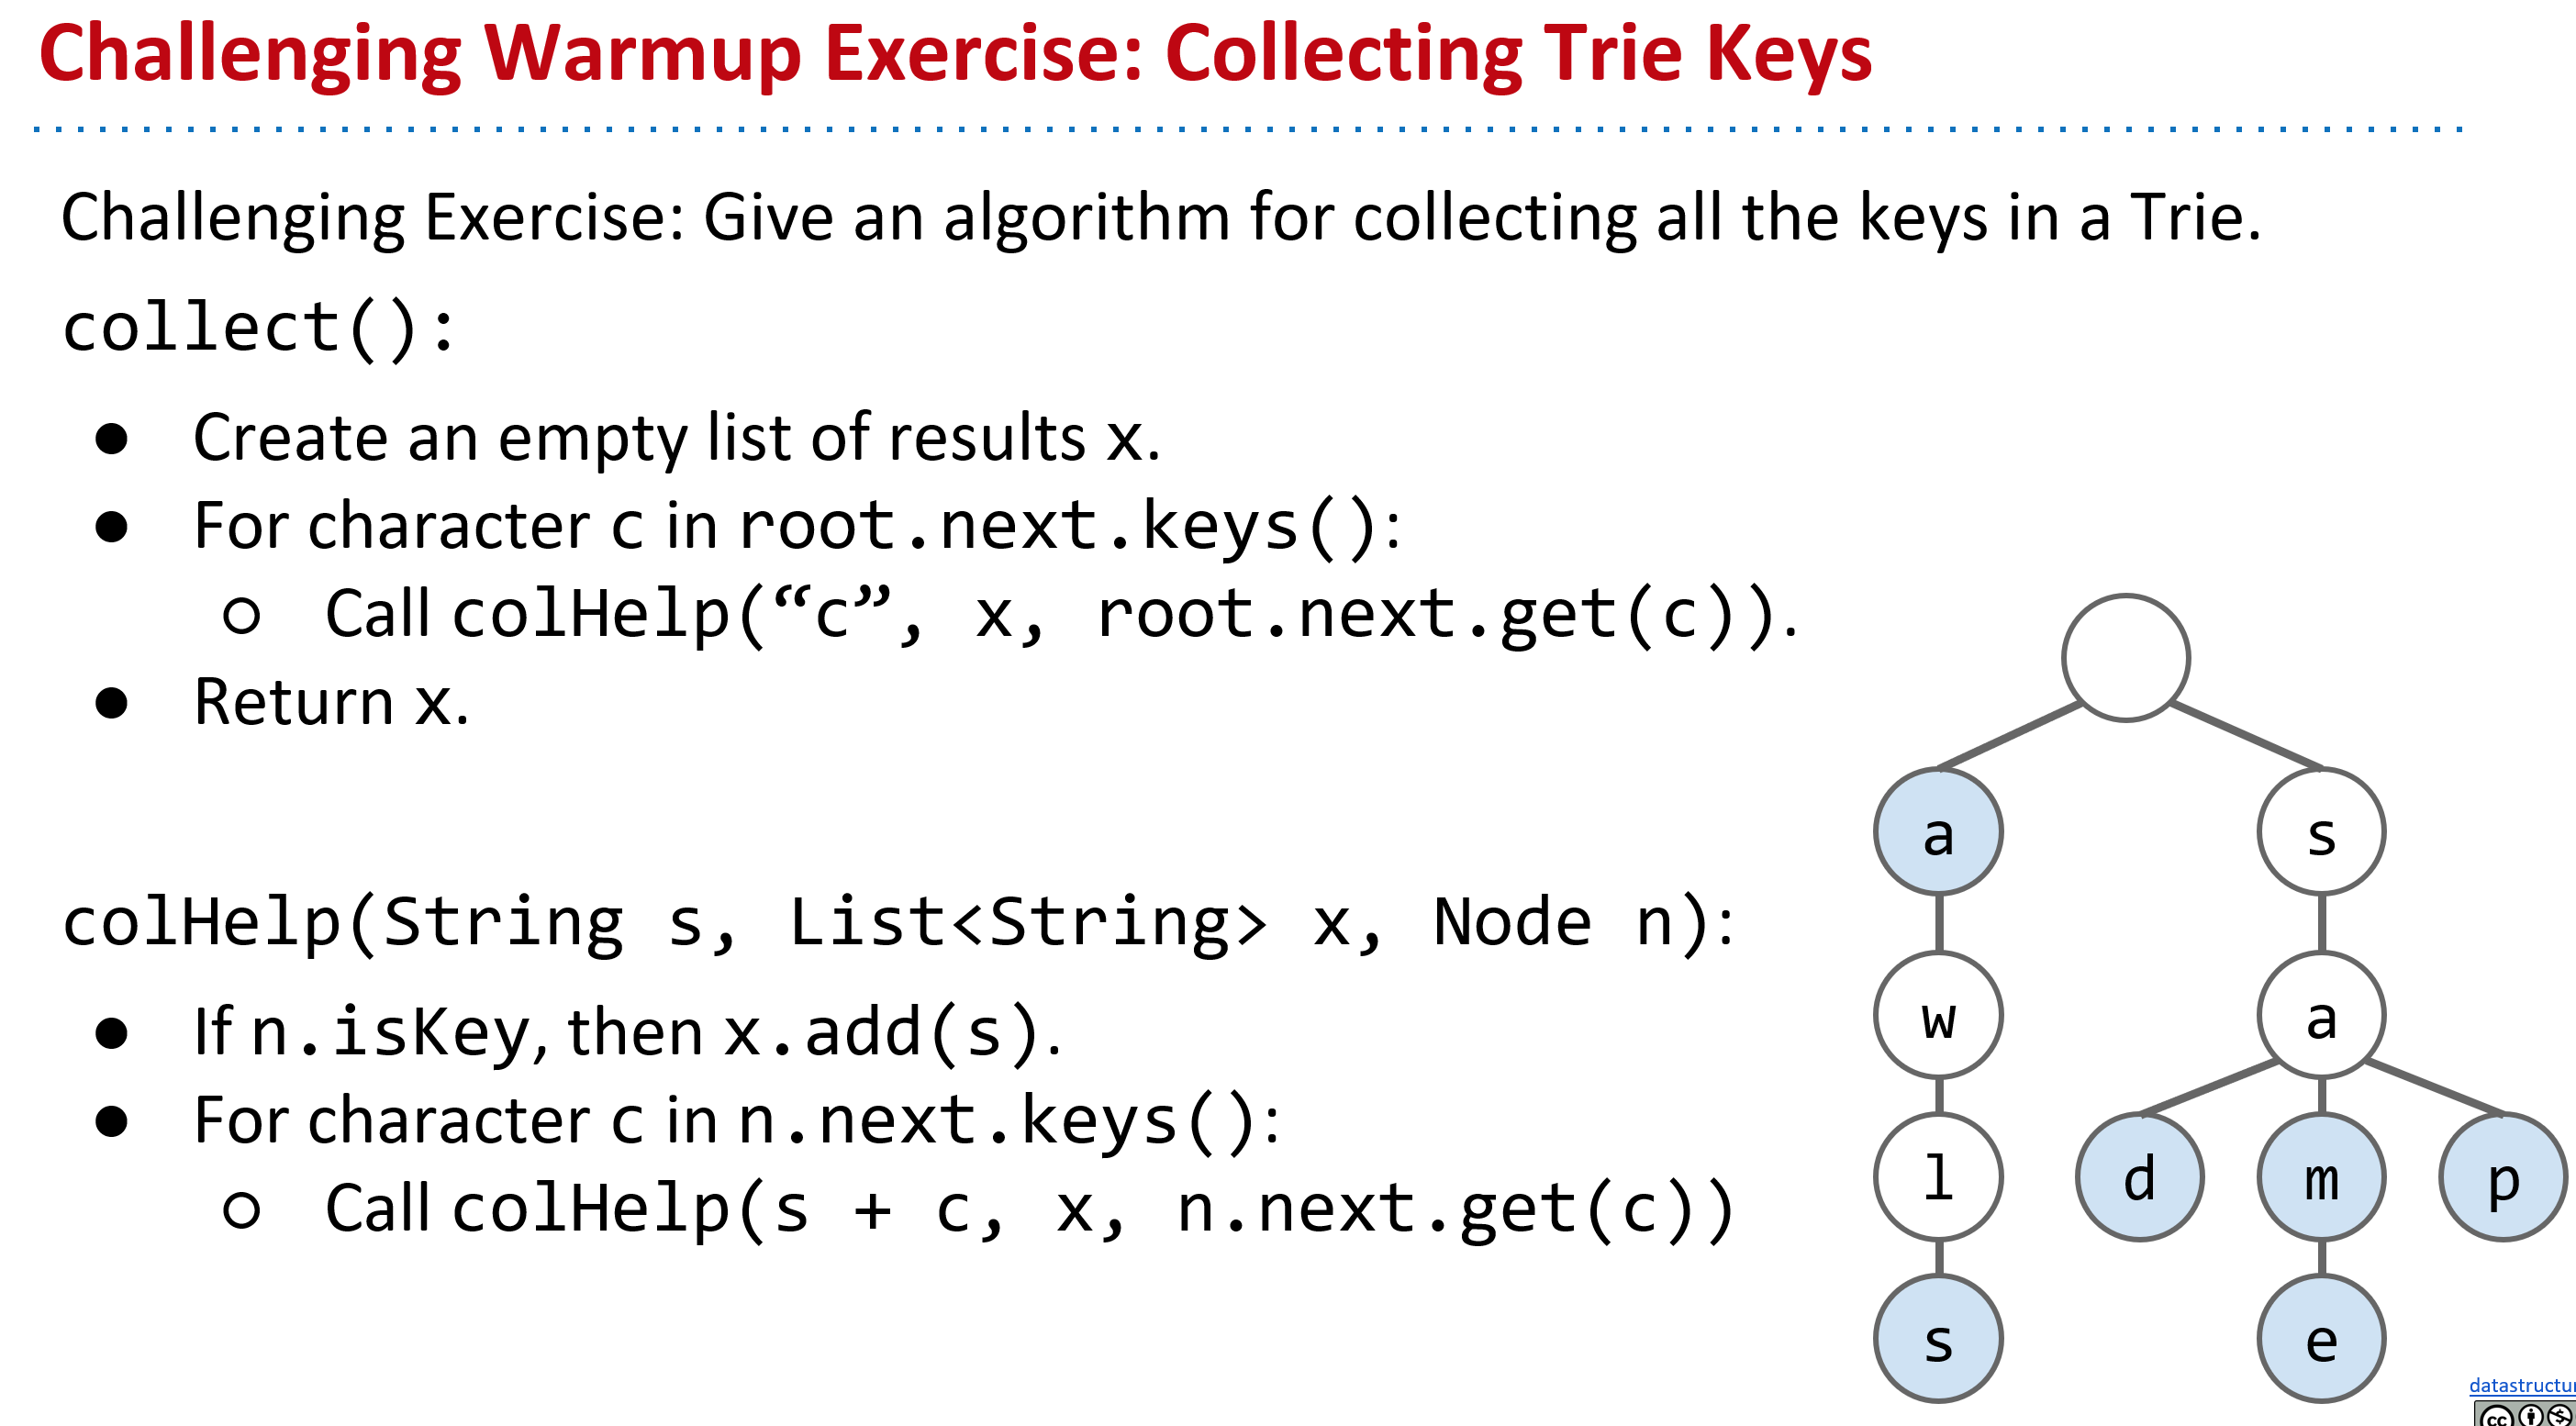 Challenging Warmup Exercise: Collecting Trie Keys
Challenging Exercise: Give an algorithm for collecting all the keys in a Trie.
collect():
● Create an empty list of results x.
● For character c in root.next.keys():
○ Call colHelp(“c”, x, root.next.get(c)).
● Return x.
colHelp(String s, List<String> x, Node n):
● If n.isKey, then x.add(s).
● For character c in n.next.keys():
○ Call colHelp(s + c, x, n.next.get(c))
a s
w a
l d m p
s e
cc